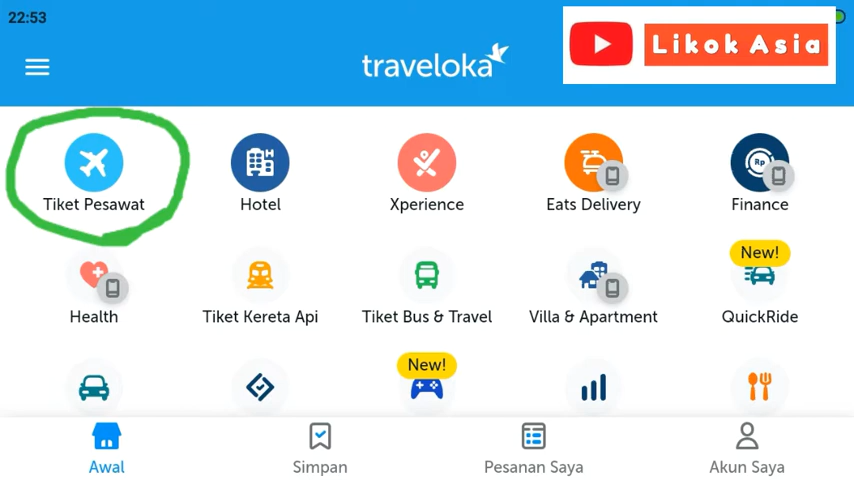 22:53
traveloka
Likok Asia
Tiket Pesawat
Hotel
Xperience
Eats Delivery
Rp
Finance
New!
Health
Tiket Kereta Api
Tiket Bus & Travel
Villa & Apartment
QuickRide
New!
Awal
Simpan
Pesanan Saya
Akun Saya